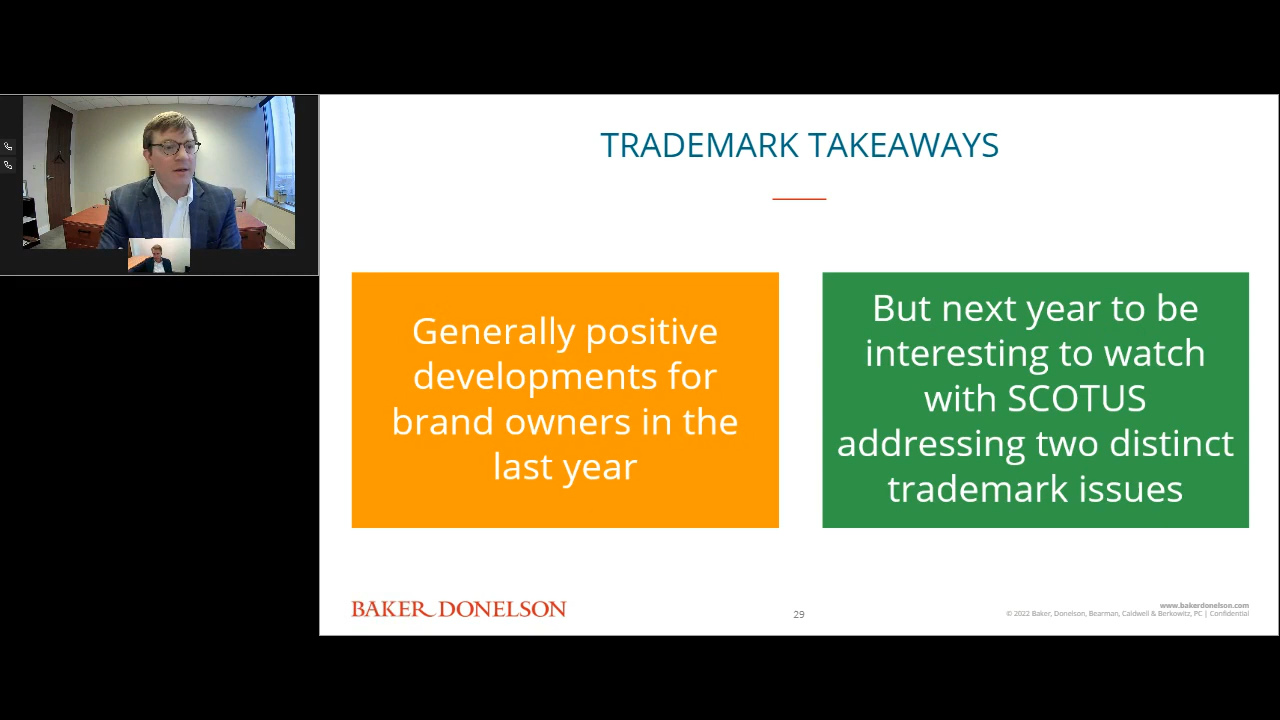 TRADEMARK TAKEAWAYS
Generally positive
developments for
brand owners in the
last year
But next year to be
interesting to watch
with SCOTUS
addressing two distinct
trademark issues
BAKER DONELSON
29
www.bakerdonelson.com
© 2022 Baker, Donelson, Bearman, Caldwell & Berkowitz, PC | Confidential